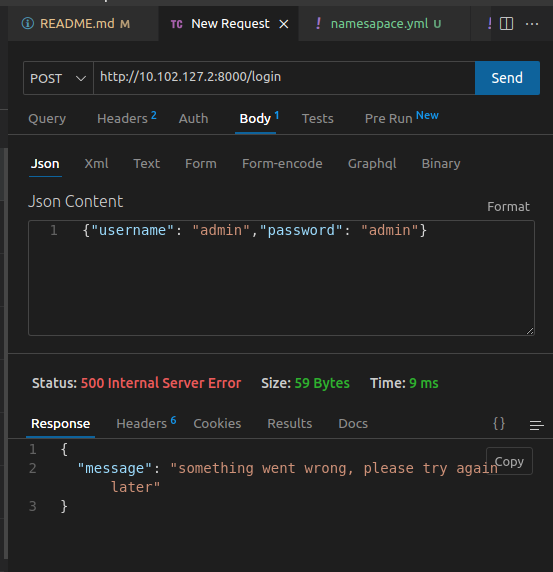 README.md M
TC New Request
! namesapace.yml U
!
POST http://10.102.127.2:8000/login Send
Query Headers 2 Auth Body 1 Tests Pre Run New
Json Xml Text Form Form-encode Graphql Binary
Json Content
Format
1 {"username": "admin","password": "admin"}
Status: 500 Internal Server Error Size: 59 Bytes Time: 9 ms
Response Headers 6 Cookies Results Docs {}
1 {
Copy
2 "message": "something went wrong, please try again
later"
3 }